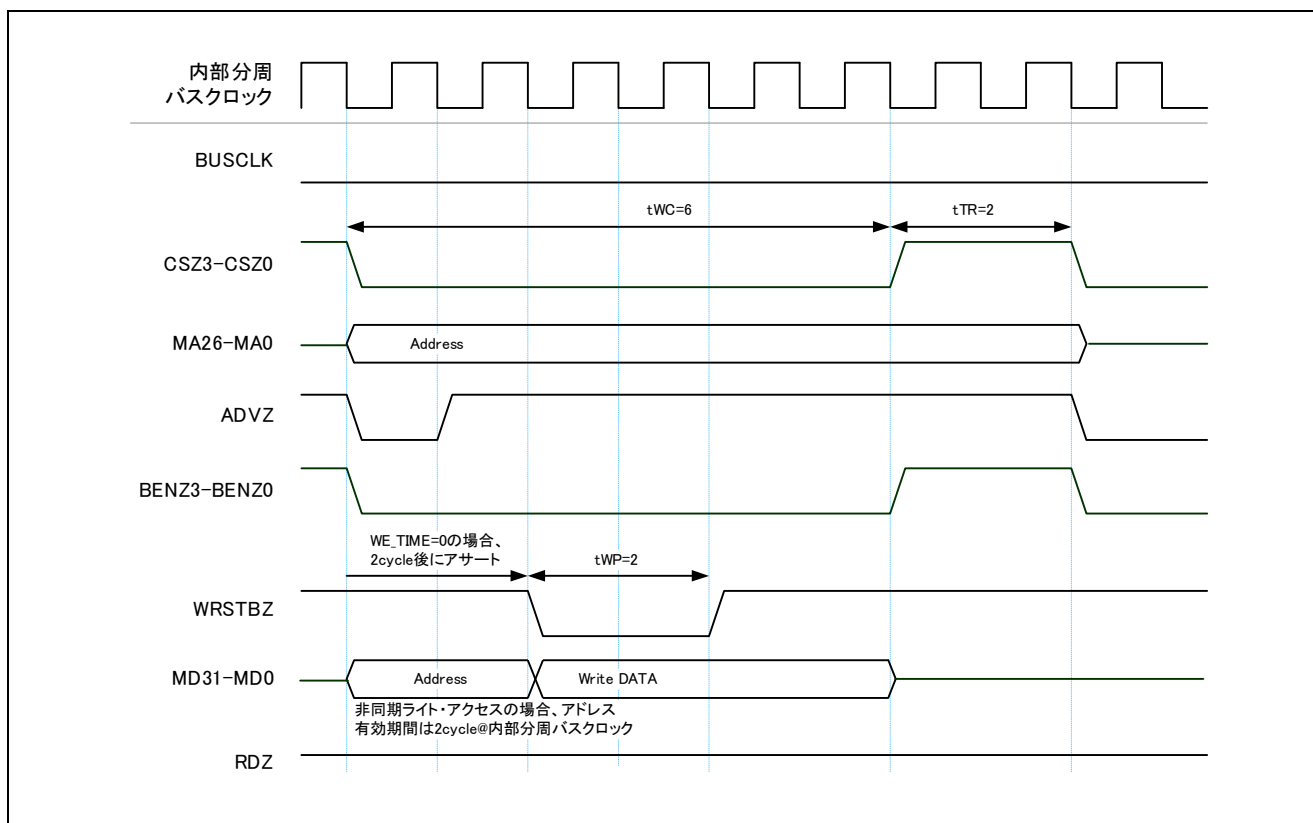 内部分周
バスクロック
BUSCLK
tWC=6
tTR=2
CSZ3-CSZ0
MA26-MA0
Address
ADVZ
BENZ3-BENZ0
WE_TIME=0の場合、
2cycle後にアサート
tWP=2
WRSTBZ
MD31-MD0
Address
Write DATA
非同期ライト・アクセスの場合、アドレス
有効期間は2cycle@内部分周バスクロック
RDZ